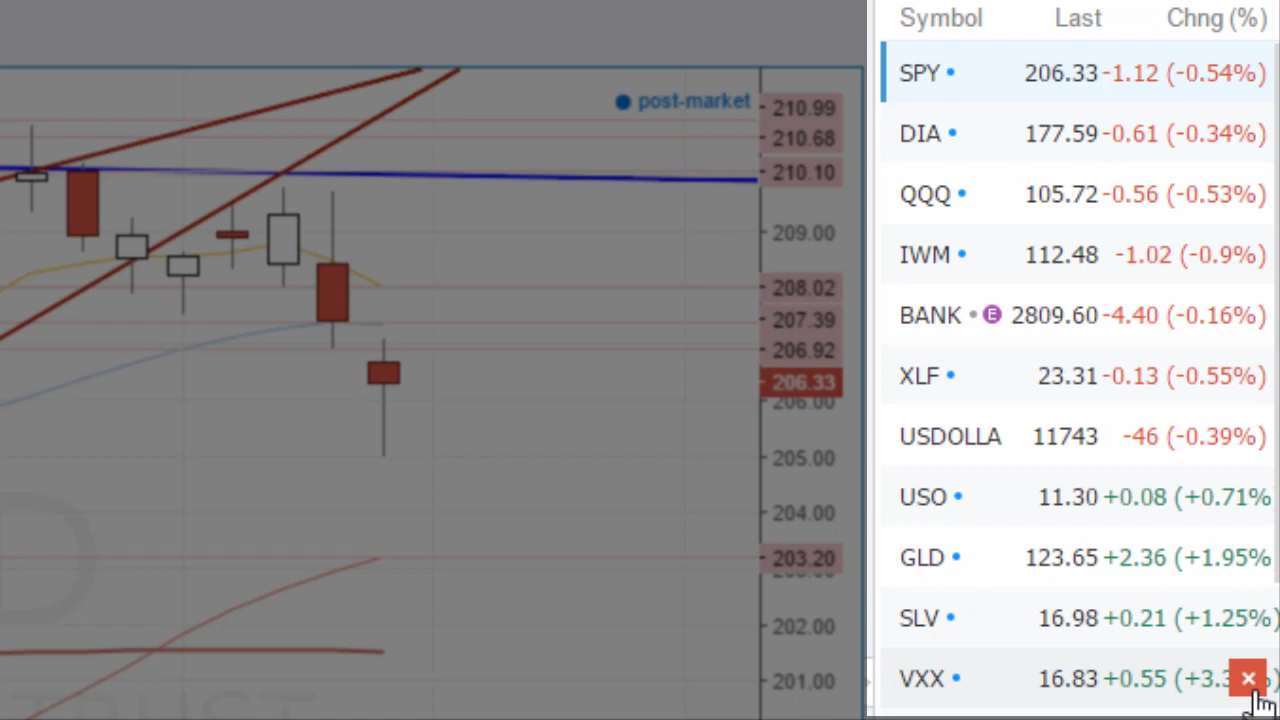 Symbol Last Chng (%)
SPY 206.33 -1.12 (-0.54%)
DIA 177.59 -0.61 (-0.34%)
QQQ 105.72 -0.56 (-0.53%)
IWM 112.48 -1.02 (-0.9%)
BANK E 2809.60 -4.40 (-0.16%)
XLF 23.31 -0.13 (-0.55%)
USDOLLA 11743 -46 (-0.39%)
USO 11.30 +0.08 (+0.71%
GLD 123.65 +2.36 (+1.95%
SLV 16.98 +0.21 (+1.25%)
VXX 16.83 +0.55 (+3.3
post-market
210.99
210.68
210.10
209.00
208.02
207.39
206.92
206.33
206.00
205.00
204.00
203.20
202.00
201.00
TRUST